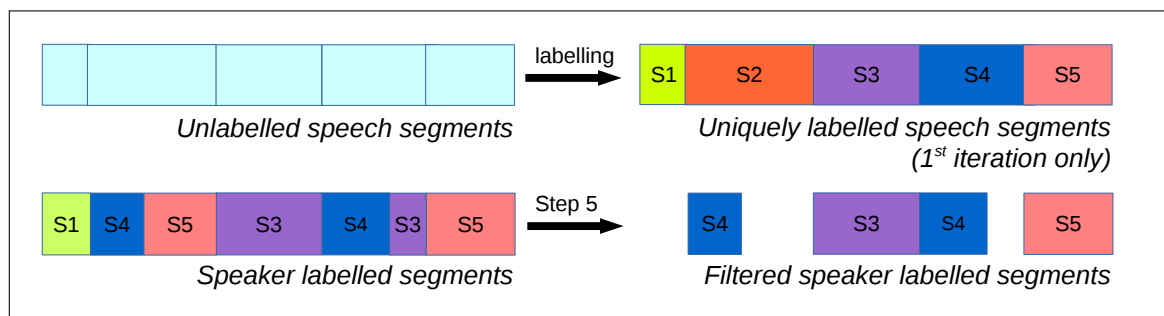 labelling
S1 S2 S3 S4 S5
Unlabelled speech segments
Uniquely labelled speech segments
(1st iteration only)
S1 S4 S5 S3 S4 S3 S5
Step 5
S4 S3 S4 S5
Speaker labelled segments
Filtered speaker labelled segments